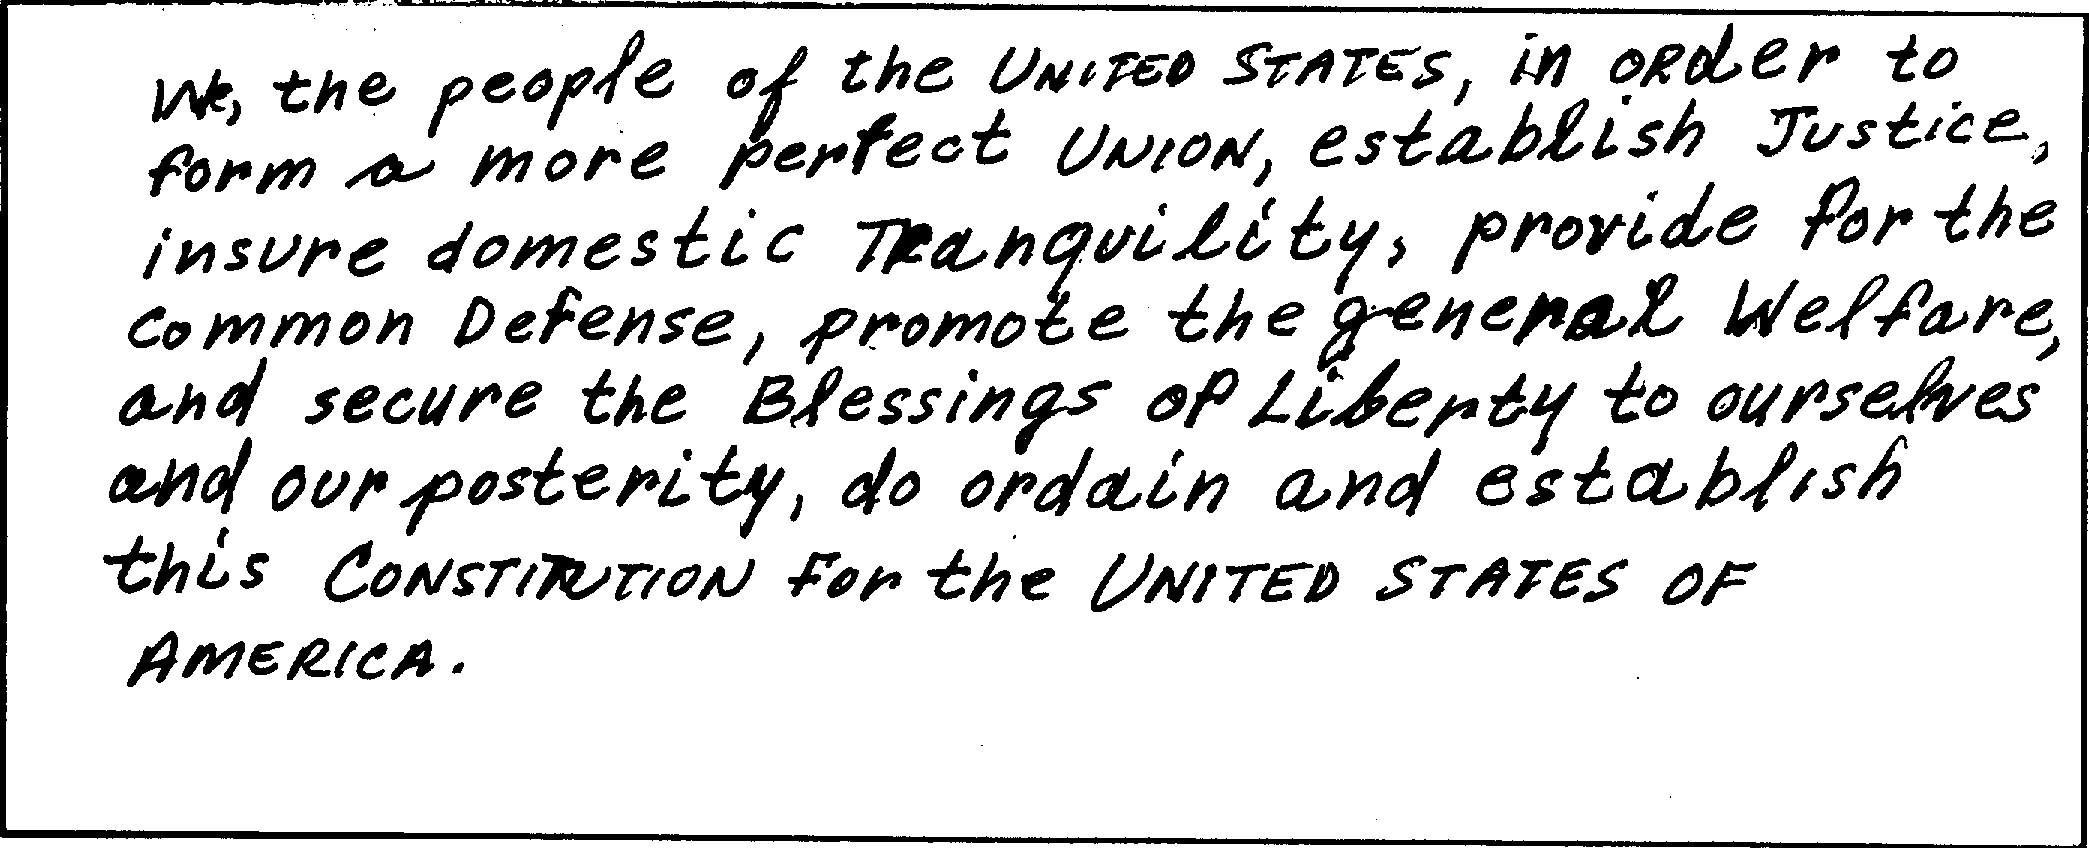 We, the people of the UNITED STATES, in ORder to
form a more perfect UNION, establish Justice,
insure domestic TRanquility, provide for the
common Defense, promote the general Welfare,
and secure the Blessings of Liberty to ourselves
and our posterity, do ordain and establish
this CONSTITUTION for the UNITED STATES OF
AMERICA.